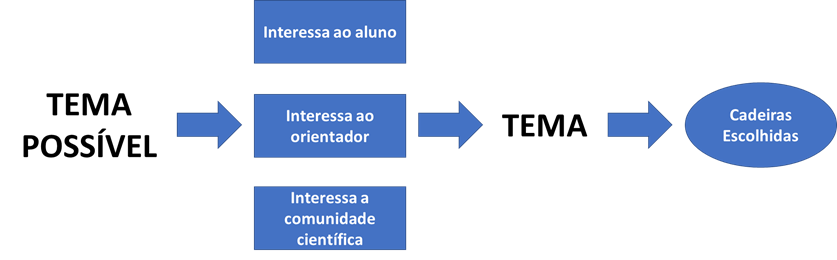 TEMA
POSSÍVEL
Interessa ao aluno
Interessa ao
orientador
Interessa a
comunidade
científica
TEMA
Cadeiras
Escolhidas